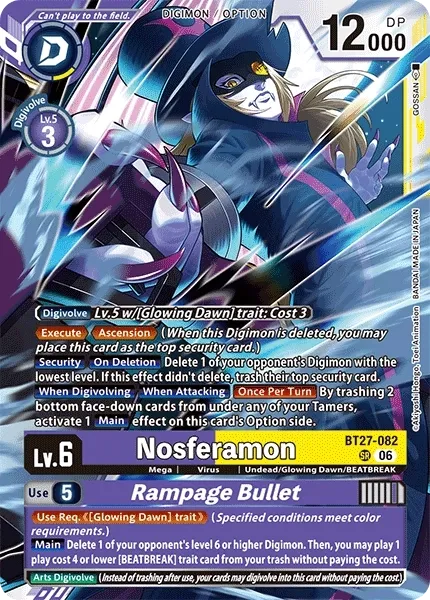 Can't play to the field.
DIGIMON / OPTION
12000 DP
D
Digivolve
Lv.5
3
GOSSAN
©Akiyoshi Hongo, Toei Animation BANDAI MADE IN JAPAN
Digivolve Lv.5 w/[Glowing Dawn] trait: Cost 3
Execute Ascension (When this Digimon is deleted, you may
place this card as the top security card.)
Security On Deletion Delete 1 of your opponent's Digimon with the
lowest level. If this effect didn't delete, trash their top security card.
When Digivolving When Attacking Once Per Turn By trashing 2
bottom face-down cards from under any of your Tamers,
activate 1 Main effect on this card's Option side.
Lv.6
Nosferamon
BT27-082
SR 06
Mega Virus Undead/Glowing Dawn/BEATBREAK
Use 5
Rampage Bullet
Use Req.《[Glowing Dawn] trait》 (Specified conditions meet color
requirements.)
Main Delete 1 of your opponent's level 6 or higher Digimon. Then, you may play 1
play cost 4 or lower [BEATBREAK] trait card from your trash without paying the cost.
Arts Digivolve (Instead of trashing after use, your cards may digivolve into this card without paying the cost.)